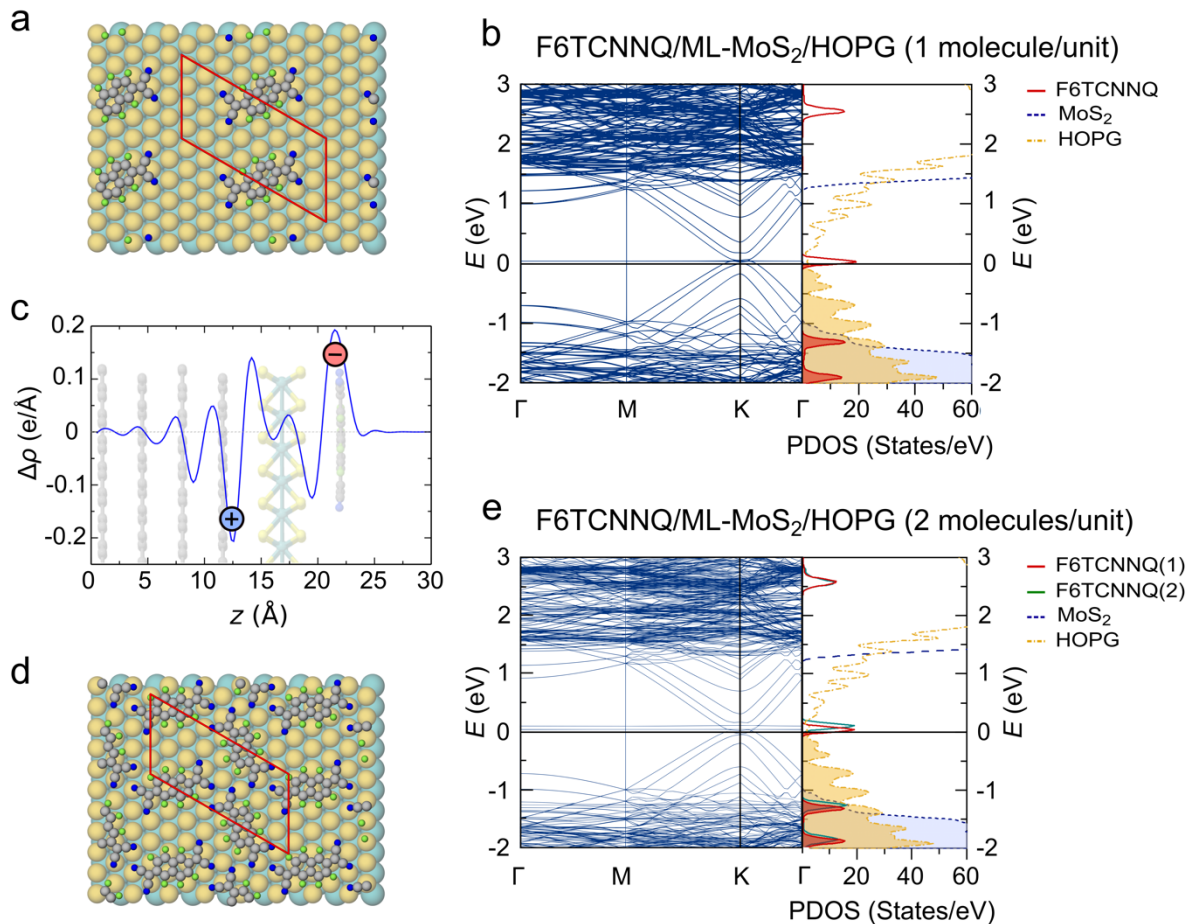 a
b
F6TCNNQ/ML-MoS₂/HOPG (1 molecule/unit)
3
2
1
0
-1
-2
E (eV)
Γ
M
K
Γ
20
40
60
PDOS (States/eV)
3
2
1
0
-1
-2
E (eV)
F6TCNNQ
MoS₂
HOPG
c
0.2
0.1
0
-0.1
-0.2
Δρ (e/Å)
−
+
0
5
10
15
20
25
30
z (Å)
d
e
F6TCNNQ/ML-MoS₂/HOPG (2 molecules/unit)
3
2
1
0
-1
-2
E (eV)
Γ
M
K
Γ
20
40
60
PDOS (States/eV)
3
2
1
0
-1
-2
E (eV)
F6TCNNQ(1)
F6TCNNQ(2)
MoS₂
HOPG